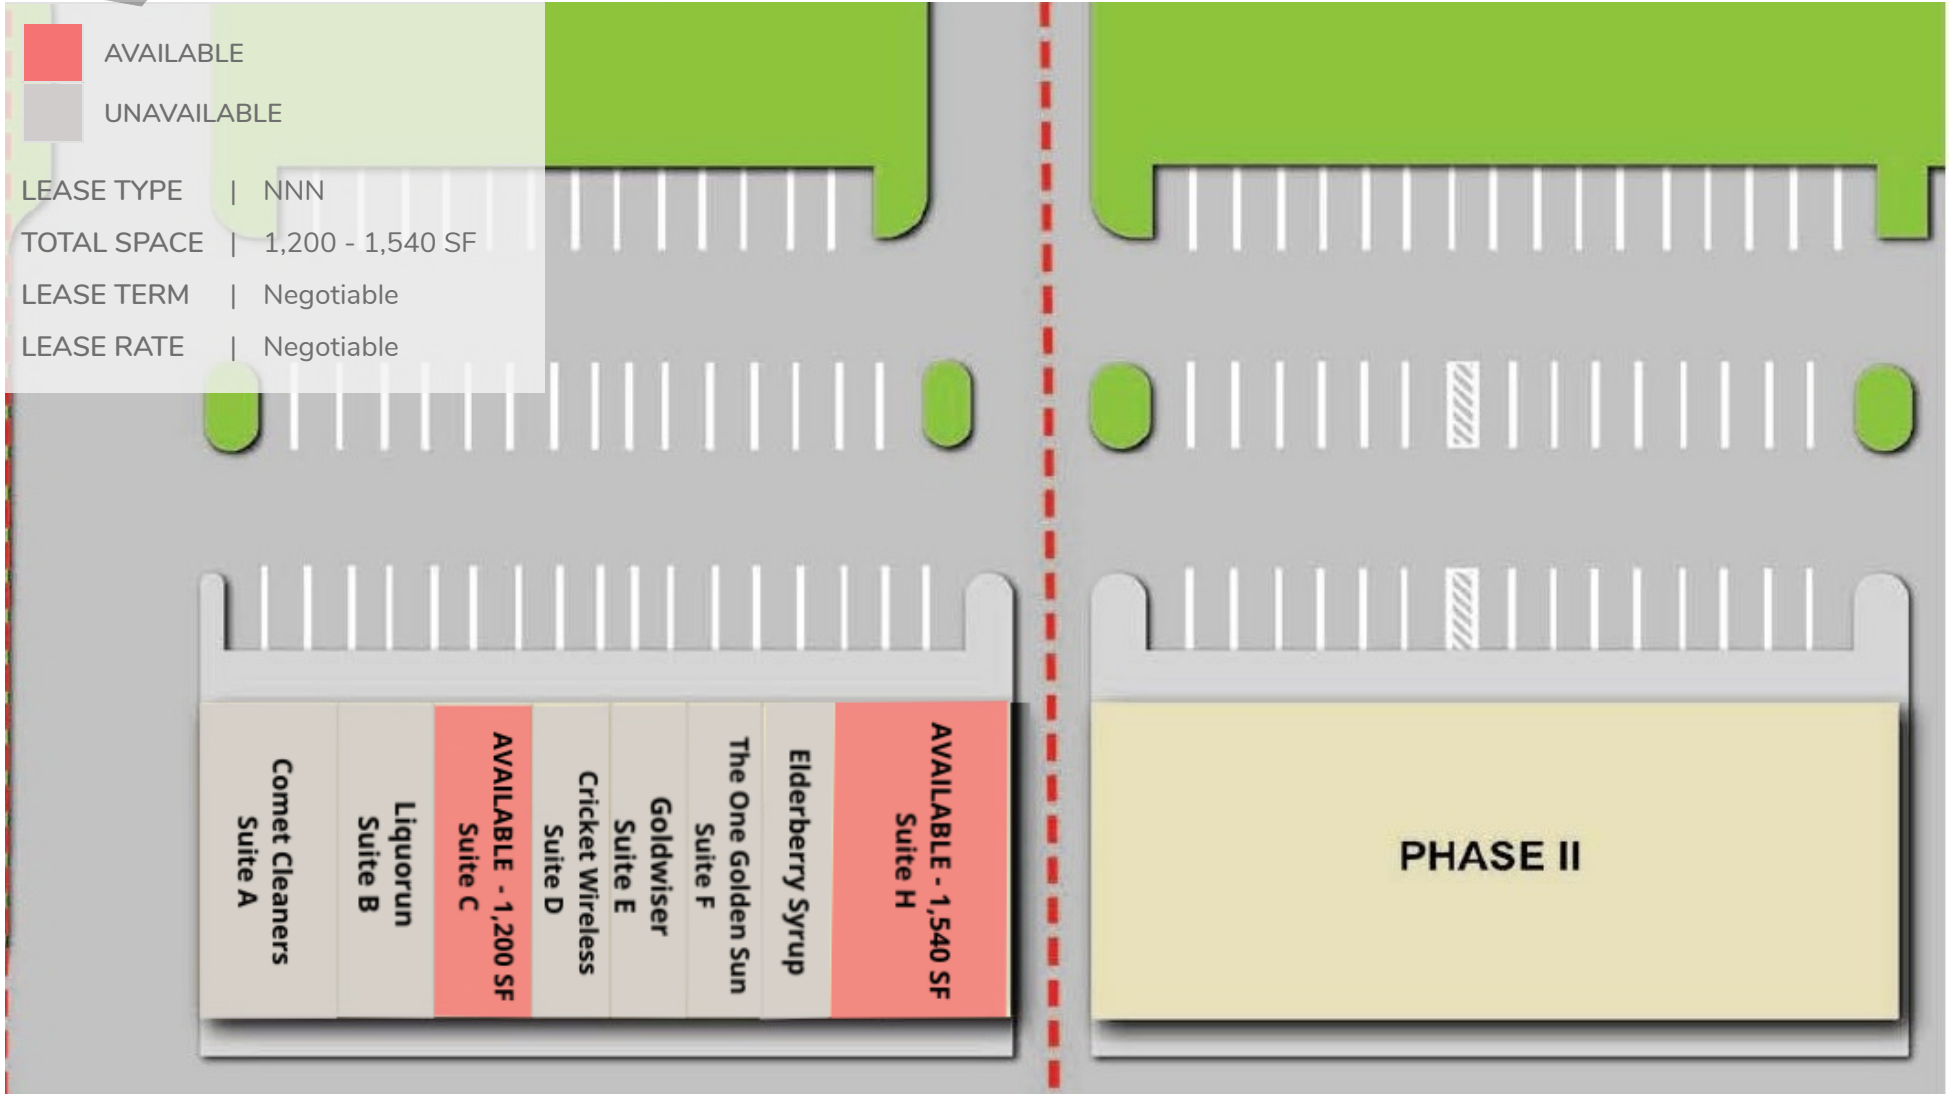 AVAILABLE
UNAVAILABLE
LEASE TYPE | NNN
TOTAL SPACE | 1,200 - 1,540 SF
LEASE TERM | Negotiable
LEASE RATE | Negotiable
Comet Cleaners
Suite A
Liquorun
Suite B
AVAILABLE - 1,200 SF
Suite C
Cricket Wireless
Suite D
Goldwiser
Suite E
The One Golden Sun
Suite F
Elderberry Syrup
AVAILABLE - 1,540 SF
Suite H
PHASE II